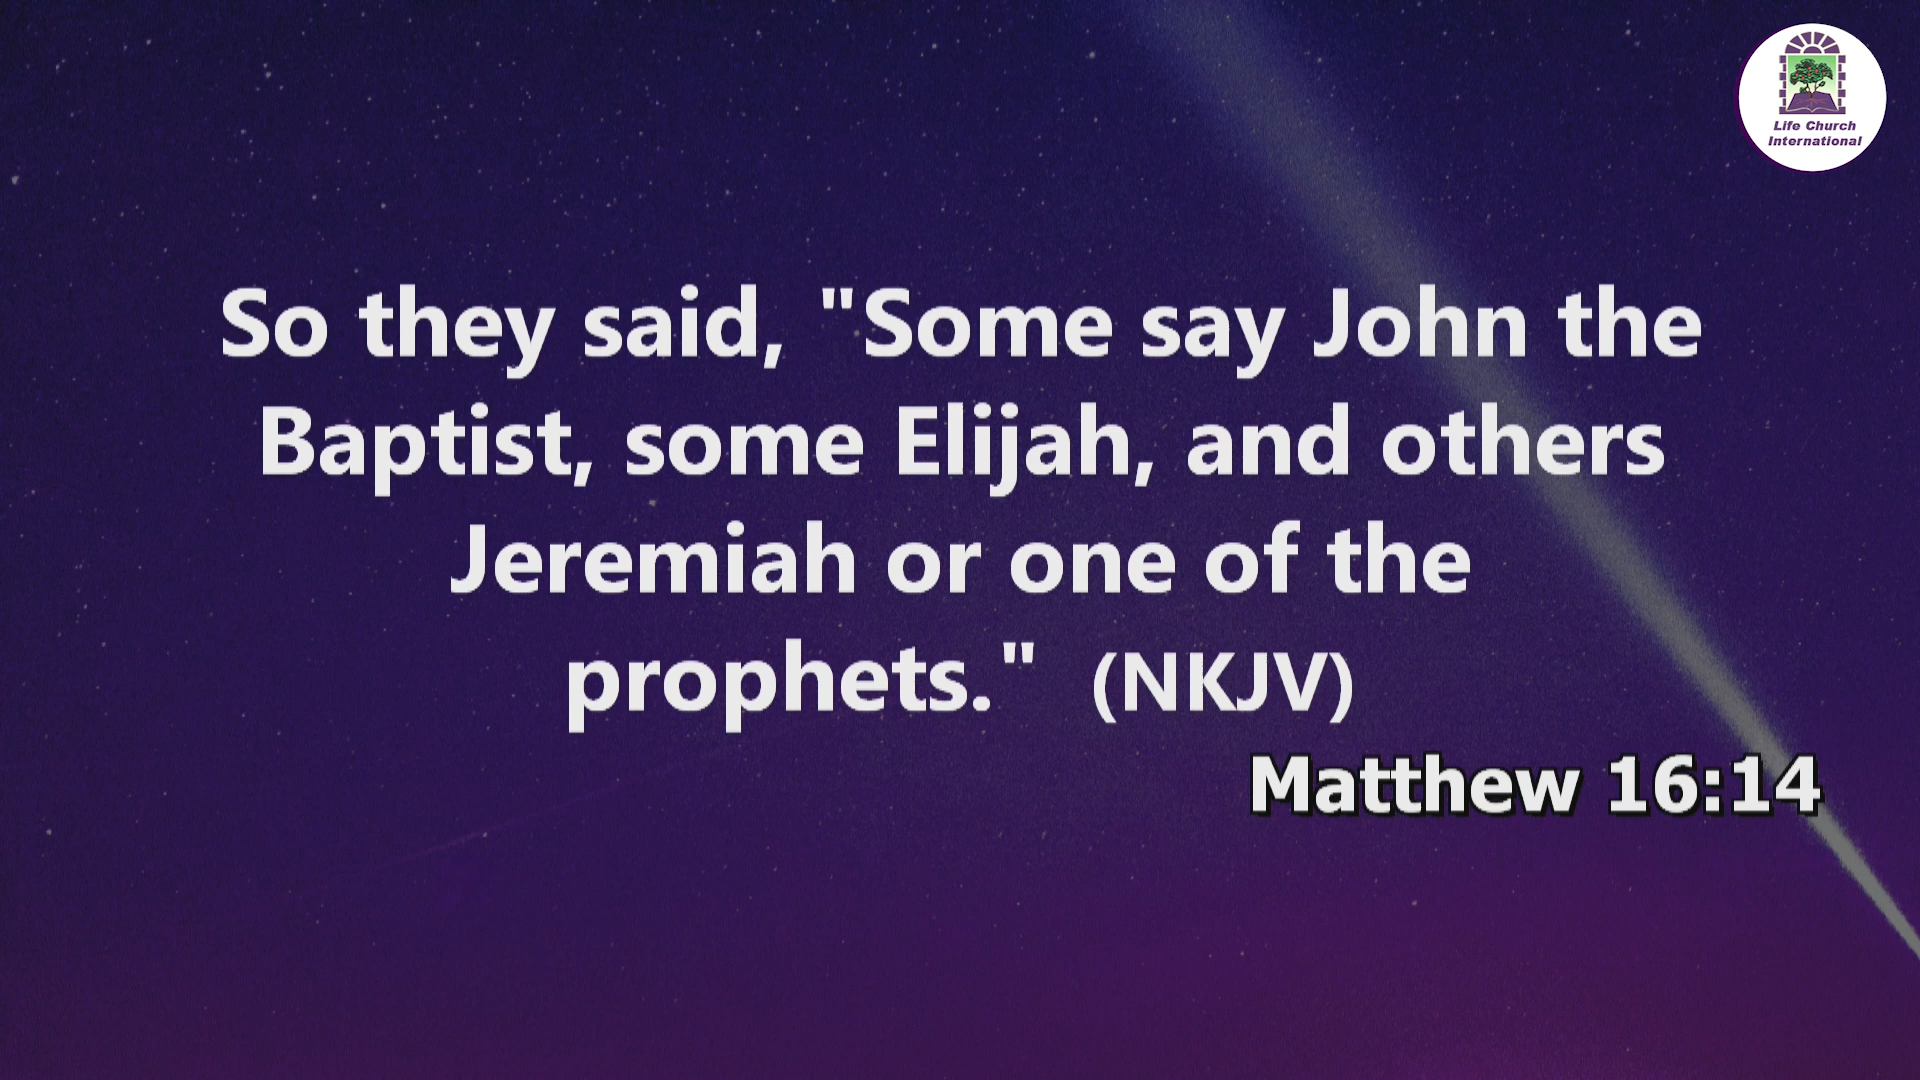 Life Church
International
So they said, "Some say John the
Baptist, some Elijah, and others
Jeremiah or one of the
prophets." (NKJV)
Matthew 16:14